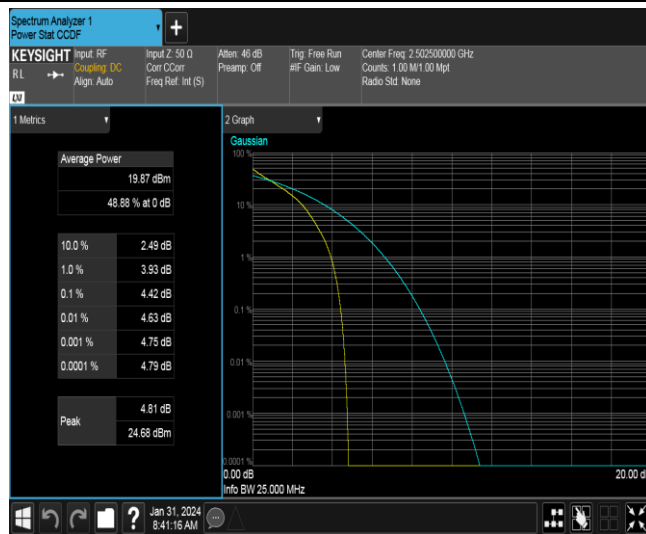 Spectrum Analyzer 1
Power Stat CCDF
+
KEYSIGHT
RL
LXI
Input: RF
Coupling: DC
Align: Auto
Input Z: 50 Ω
Corr CCorr
Freq Ref: Int (S)
Atten: 46 dB
Preamp: Off
Trig: Free Run
#IF Gain: Low
Center Freq: 2.502500000 GHz
Counts: 1.00 M/1.00 Mpt
Radio Std: None
1 Metrics
Average Power
19.87 dBm
48.88 % at 0 dB
10.0 % 2.49 dB
1.0 % 3.93 dB
0.1 % 4.42 dB
0.01 % 4.63 dB
0.001 % 4.75 dB
0.0001 % 4.79 dB
Peak
4.81 dB
24.68 dBm
2 Graph
Gaussian
100 %
10 %
1 %
0.1 %
0.01 %
0.001 %
0.0001 %
0.00 dB
20.00 d
Info BW 25.000 MHz
?
Jan 31, 2024
8:41:16 AM